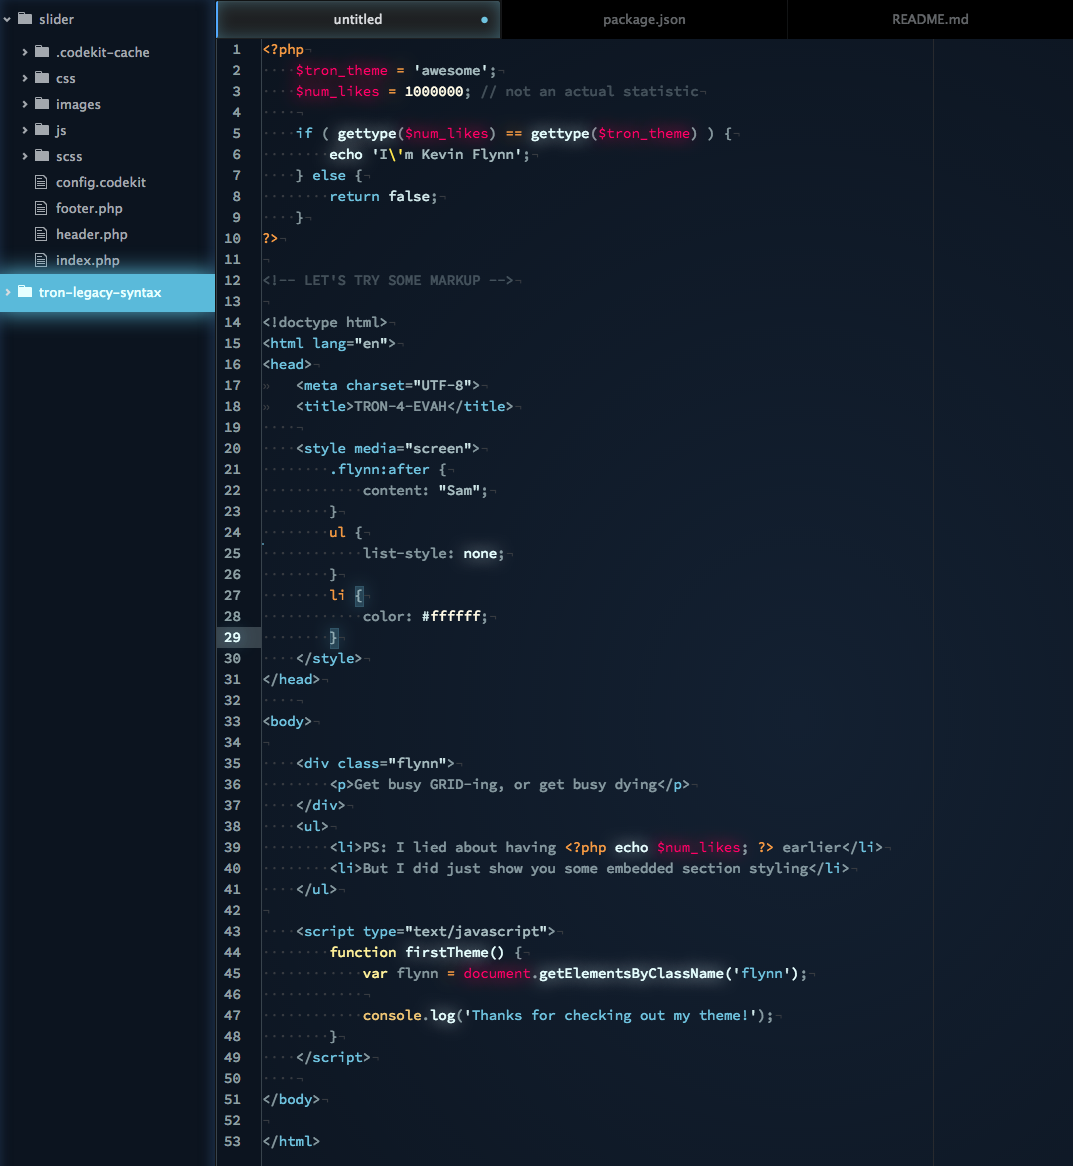 slider
.codekit-cache
css
images
js
scss
config.codekit
footer.php
header.php
index.php
tron-legacy-syntax
untitled
package.json
README.md
1 <?php
2     $tron_theme = 'awesome';
3     $num_likes = 1000000; // not an actual statistic
4
5     if ( gettype($num_likes) == gettype($tron_theme) ) {
6         echo 'I\'m Kevin Flynn';
7     } else {
8         return false;
9     }
10 ?>
11
12 <!-- LET'S TRY SOME MARKUP -->
13
14 <!doctype html>
15 <html lang="en">
16 <head>
17     <meta charset="UTF-8">
18     <title>TRON-4-EVAH</title>
19
20     <style media="screen">
21         .flynn:after {
22             content: "Sam";
23         }
24         ul {
25             list-style: none;
26         }
27         li {
28             color: #ffffff;
29         }
30     </style>
31 </head>
32
33 <body>
34
35     <div class="flynn">
36         <p>Get busy GRID-ing, or get busy dying</p>
37     </div>
38     <ul>
39         <li>PS: I lied about having <?php echo $num_likes; ?> earlier</li>
40         <li>But I did just show you some embedded section styling</li>
41     </ul>
42
43     <script type="text/javascript">
44         function firstTheme() {
45             var flynn = document.getElementsByClassName('flynn');
46
47             console.log('Thanks for checking out my theme!');
48         }
49     </script>
50
51 </body>
52
53 </html>